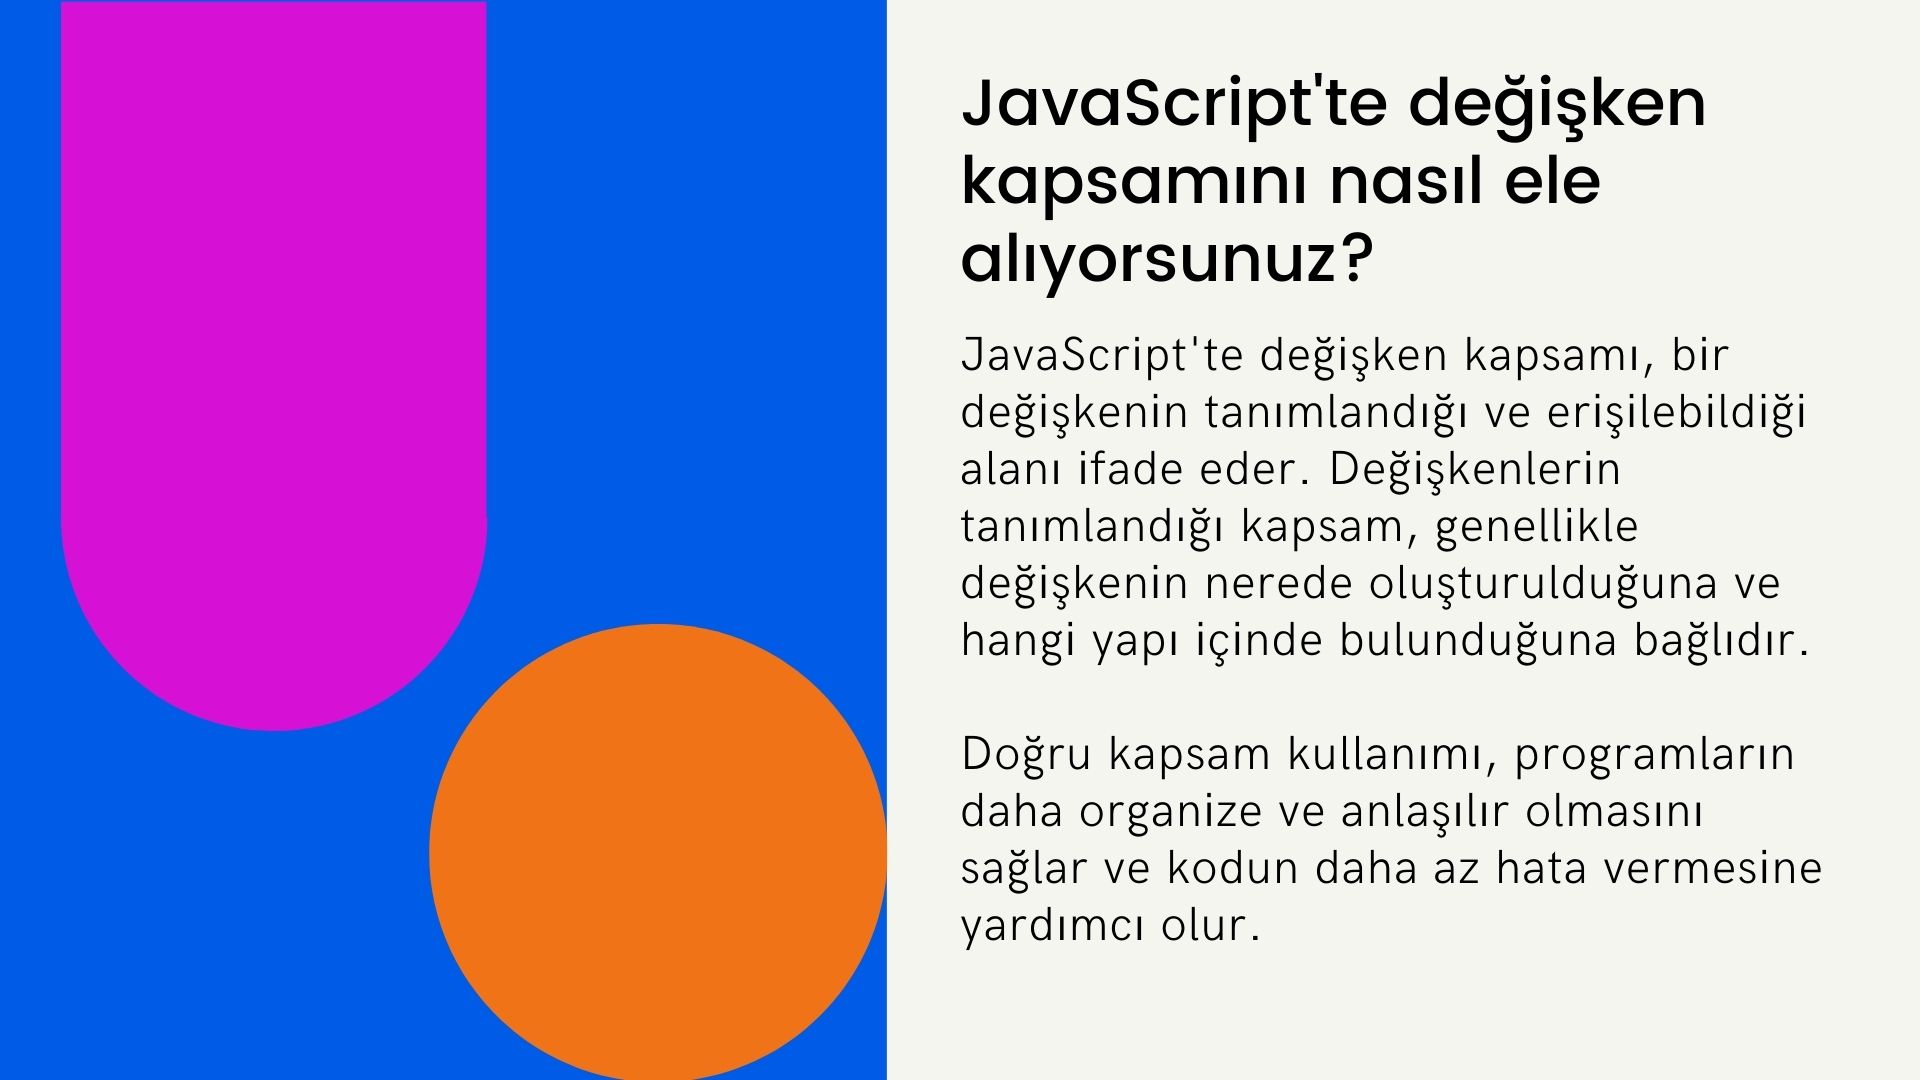 JavaScript'te değişken
kapsamını nasıl ele
alıyorsunuz?
JavaScript'te değişken kapsamı, bir
değişkenin tanımlandığı ve erişilebildiği
alanı ifade eder. Değişkenlerin
tanımlandığı kapsam, genellikle
değişkenin nerede oluşturulduğuna ve
hangi yapı içinde bulunduğuna bağlıdır.
Doğru kapsam kullanımı, programların
daha organize ve anlaşılır olmasını
sağlar ve kodun daha az hata vermesine
yardımcı olur.